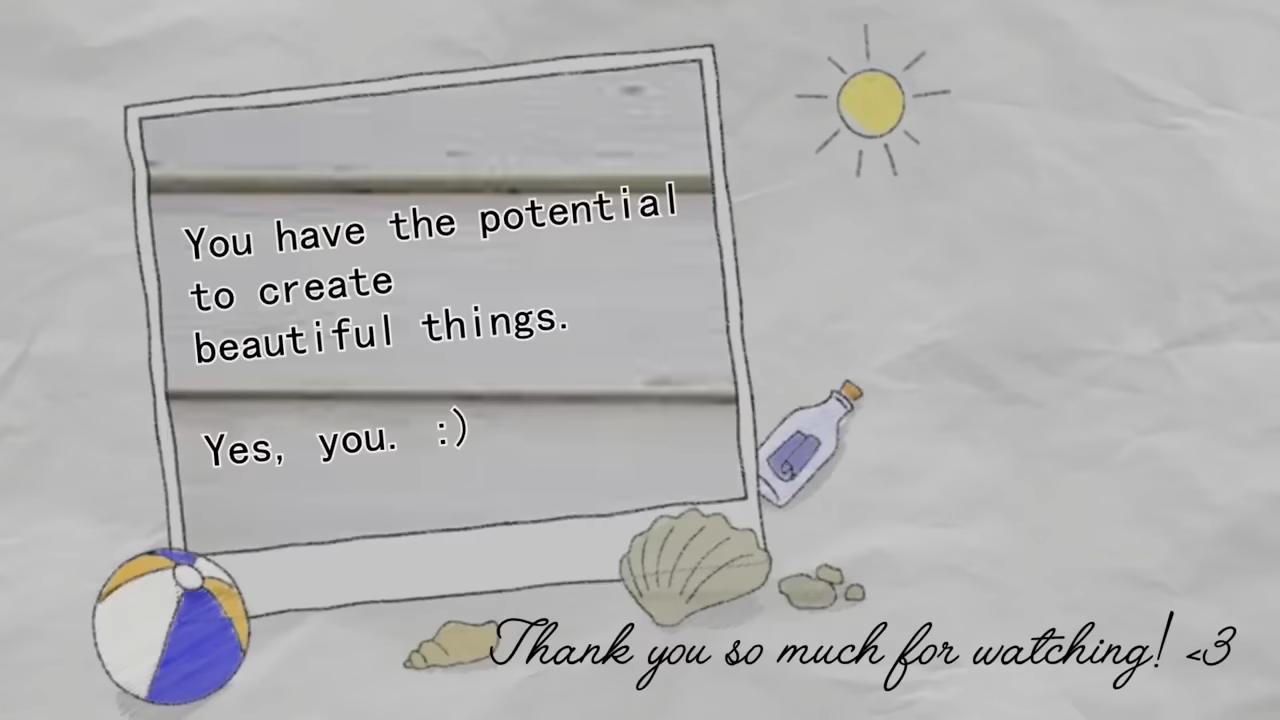 You have the potential
to create
beautiful things.
Yes, you. :)
Thank you so much for watching! <3